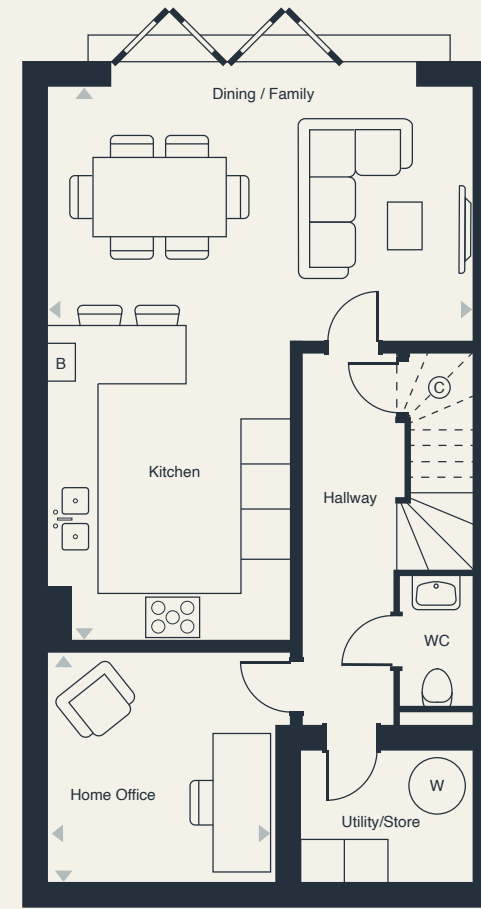 Dining / Family
B
C
Kitchen
Hallway
WC
Home Office
W
Utility/Store